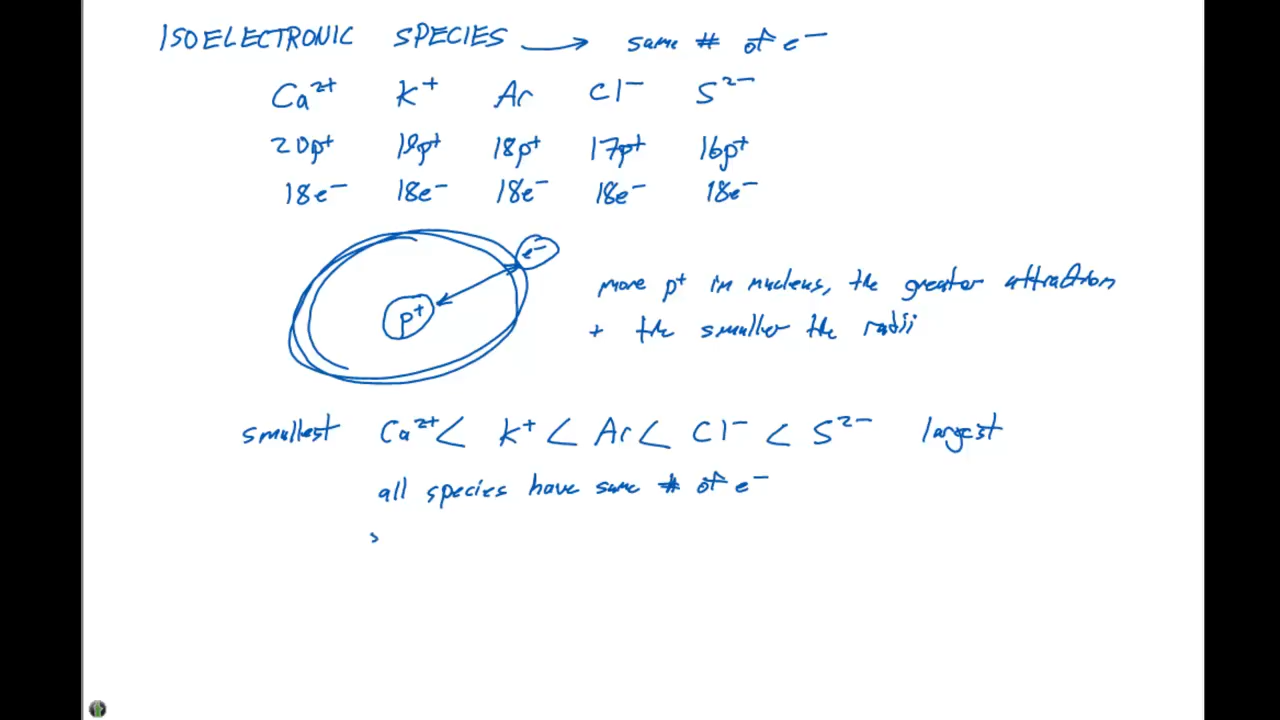 ISOELECTRONIC SPECIES → same # of e⁻
Ca²⁺ K⁺ Ar Cl⁻ S²⁻
20p⁺ 19p⁺ 18p⁺ 17p⁺ 16p⁺
18e⁻ 18e⁻ 18e⁻ 18e⁻ 18e⁻
e⁻
p⁺
more p⁺ in nucleus, the greater attraction
+ the smaller the radii
smallest Ca²⁺ < K⁺ < Ar < Cl⁻ < S²⁻ largest
all species have same # of e⁻
s